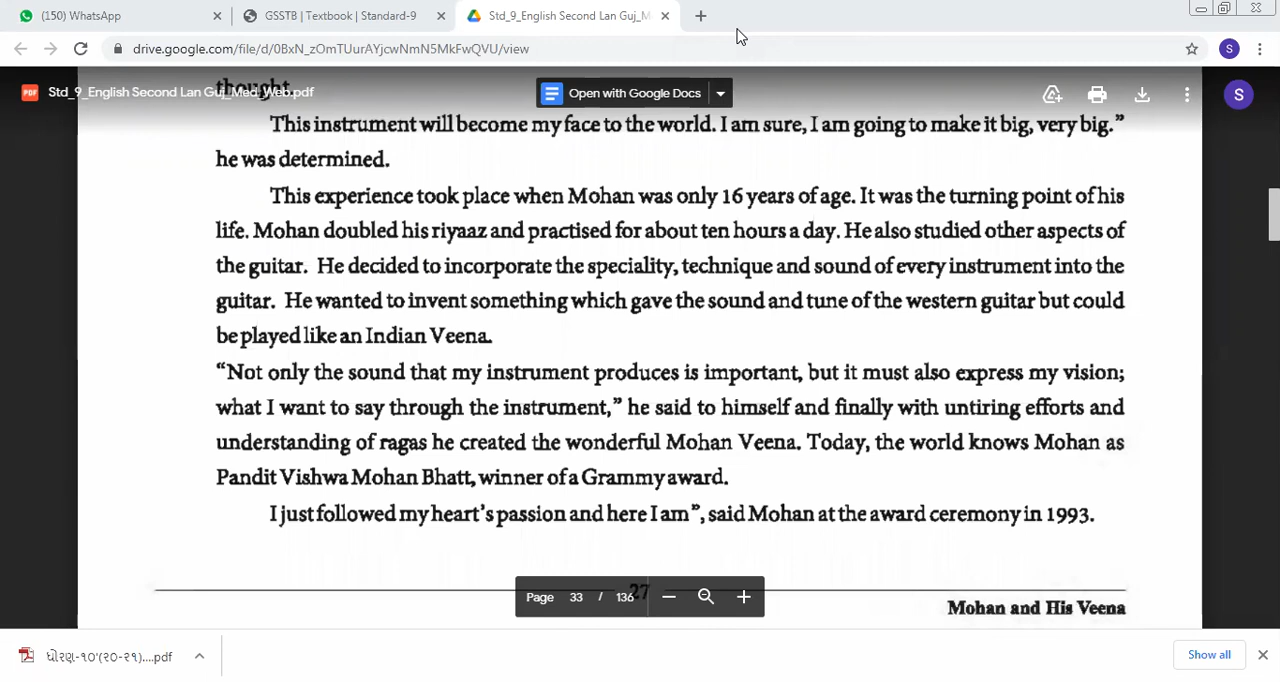 (150) WhatsApp
GSSTB | Textbook | Standard-9
Std_9_English Second Lan Guj_M
drive.google.com/file/d/0BxN_zOmTUurAYjcwNmN5MkFwQVU/view
S
thought
PDF Std_9_English Second Lan Guj_Med_Web.pdf
Open with Google Docs
S
This instrument will become my face to the world. I am sure, I am going to make it big, very big.”
he was determined.
This experience took place when Mohan was only 16 years of age. It was the turning point of his
life. Mohan doubled his riyaaz and practised for about ten hours a day. He also studied other aspects of
the guitar. He decided to incorporate the speciality, technique and sound of every instrument into the
guitar. He wanted to invent something which gave the sound and tune of the western guitar but could
be played like an Indian Veena.
“Not only the sound that my instrument produces is important, but it must also express my vision;
what I want to say through the instrument,” he said to himself and finally with untiring efforts and
understanding of ragas he created the wonderful Mohan Veena. Today, the world knows Mohan as
Pandit Vishwa Mohan Bhatt, winner of a Grammy award.
I just followed my heart’s passion and here I am”, said Mohan at the award ceremony in 1993.
27
Page 33 / 136
Mohan and His Veena
ધોરણ-૧૦'(૨૦-૨૧)....pdf
Show all